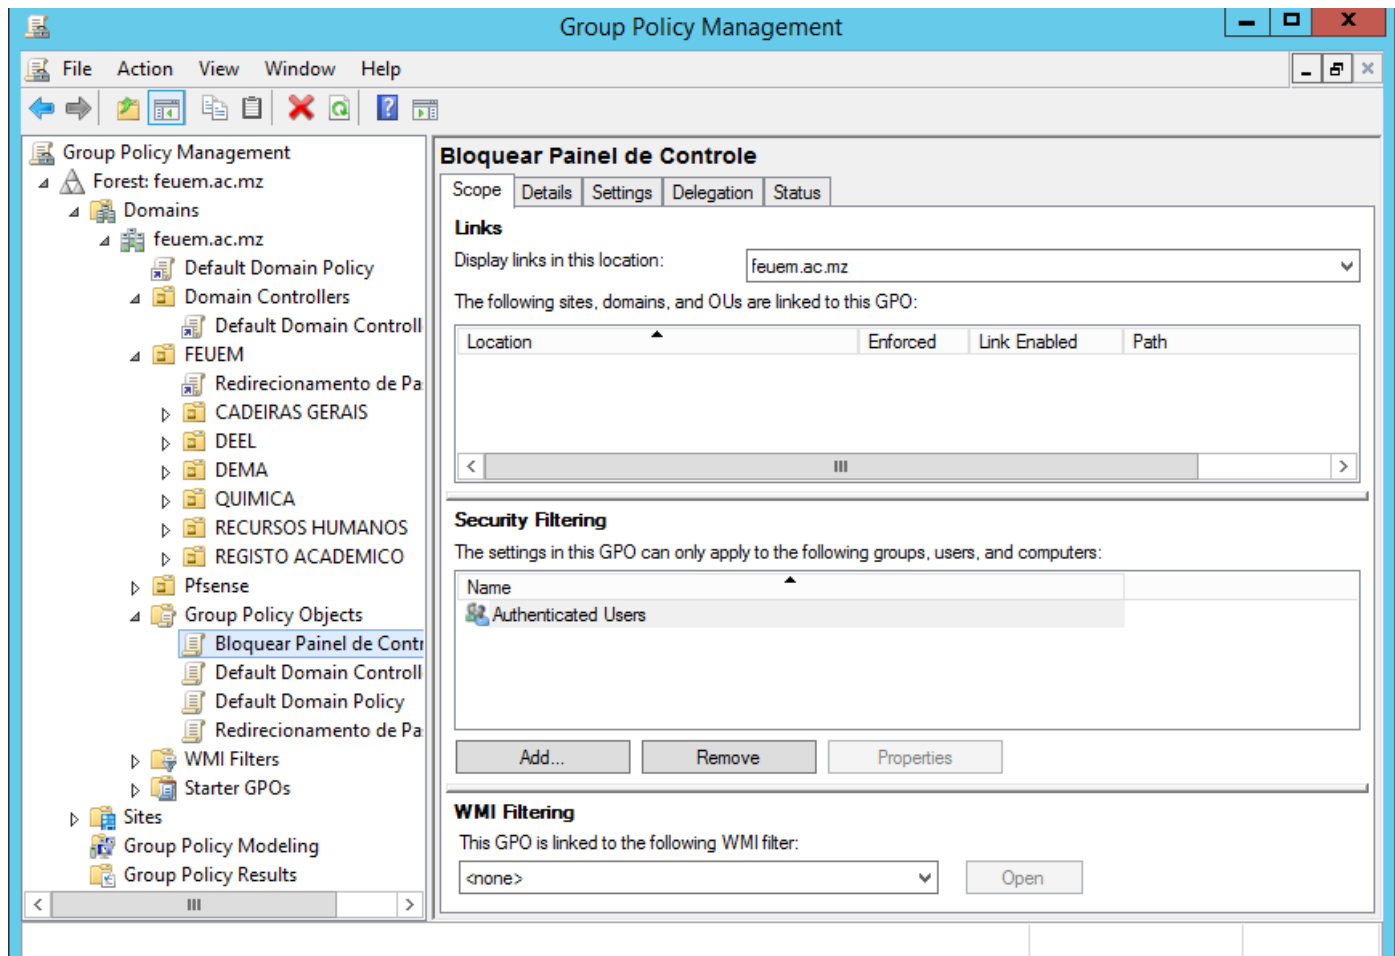 Group Policy Management
File Action View Window Help
Group Policy Management
Forest: feuem.ac.mz
Domains
feuem.ac.mz
Default Domain Policy
Domain Controllers
Default Domain Controll
FEUEM
Redirecionamento de Pa
CADEIRAS GERAIS
DEEL
DEMA
QUIMICA
RECURSOS HUMANOS
REGISTO ACADEMICO
Pfsense
Group Policy Objects
Bloquear Painel de Contr
Default Domain Controll
Default Domain Policy
Redirecionamento de Pa
WMI Filters
Starter GPOs
Sites
Group Policy Modeling
Group Policy Results
Bloquear Painel de Controle
Scope Details Settings Delegation Status
Links
Display links in this location: feuem.ac.mz
The following sites, domains, and OUs are linked to this GPO:
Location Enforced Link Enabled Path
Security Filtering
The settings in this GPO can only apply to the following groups, users, and computers:
Name
Authenticated Users
Add... Remove Properties
WMI Filtering
This GPO is linked to the following WMI filter:
<none> Open